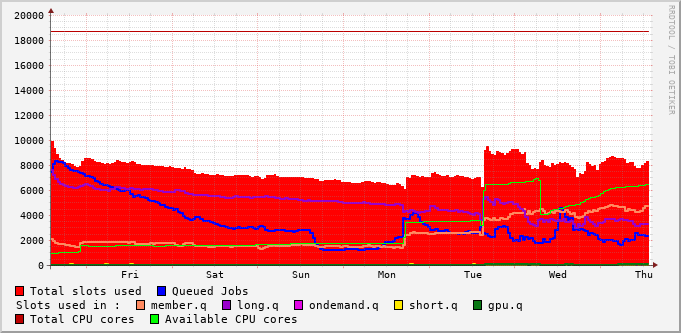 20000
18000
16000
14000
12000
10000
8000
6000
4000
2000
0
Fri Sat Sun Mon Tue Wed Thu
RRDTOOL / TOBI OETIKER
Total slots used Queued Jobs
Slots used in : member.q long.q ondemand.q short.q gpu.q
Total CPU cores Available CPU cores